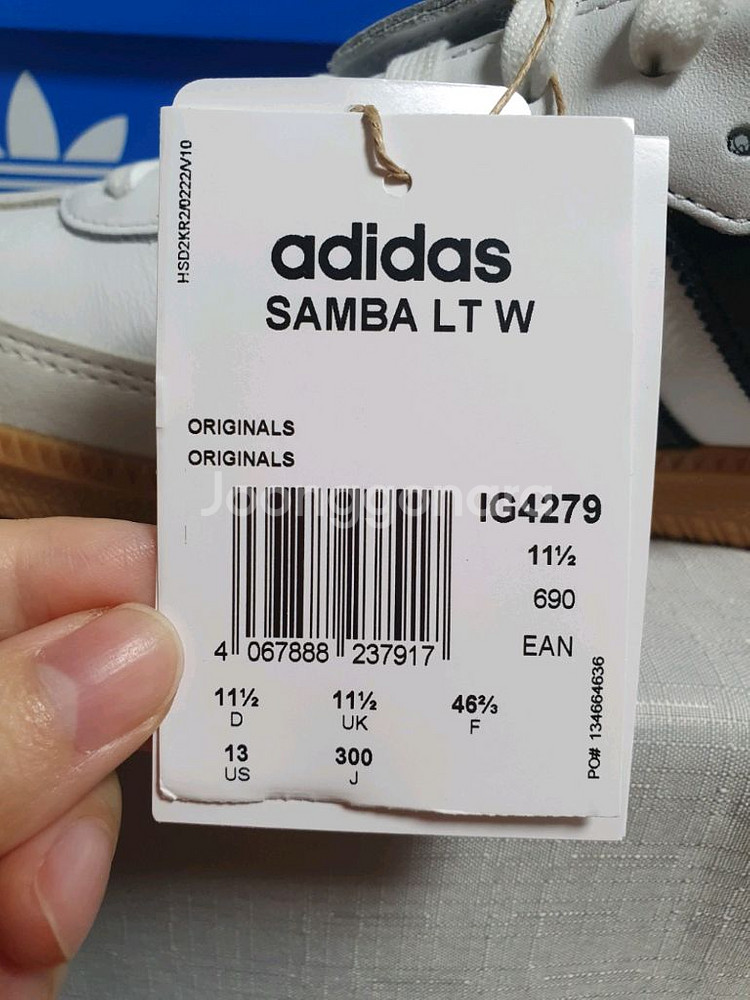 HSD2KR2/0222/V10
adidas
SAMBA LT W
ORIGINALS
ORIGINALS
Joonggonara
IG4279
11½
690
EAN
4 067888 237917
11½ 11½ 46⅔
D UK F
13 300
US J
PO# 134664636